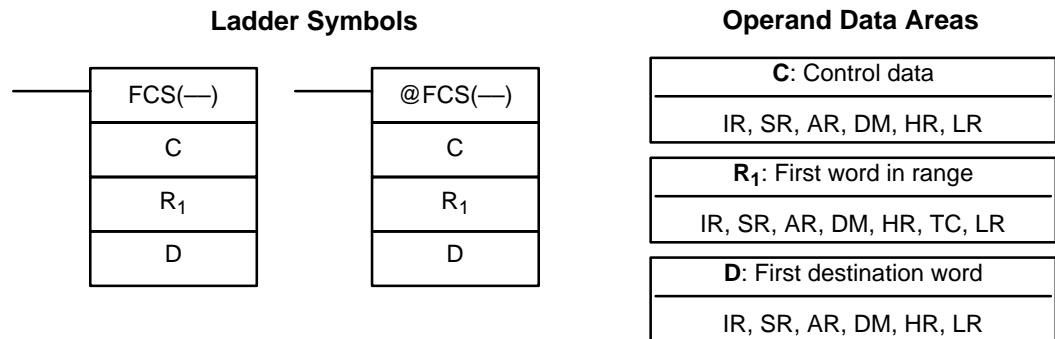 Ladder Symbols
FCS(—)
C
R1
D
@FCS(—)
C
R1
D
Operand Data Areas
C: Control data
IR, SR, AR, DM, HR, LR
R1: First word in range
IR, SR, AR, DM, HR, TC, LR
D: First destination word
IR, SR, AR, DM, HR, LR